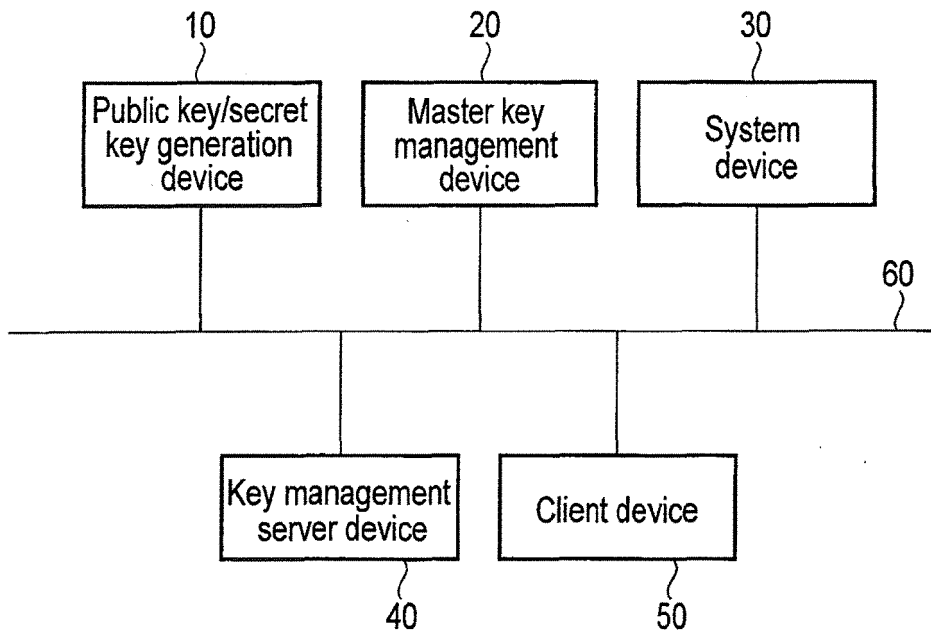 10
20
30
Public key/secret
key generation
device
Master key
management
device
System
device
60
Key management
server device
Client device
40
50